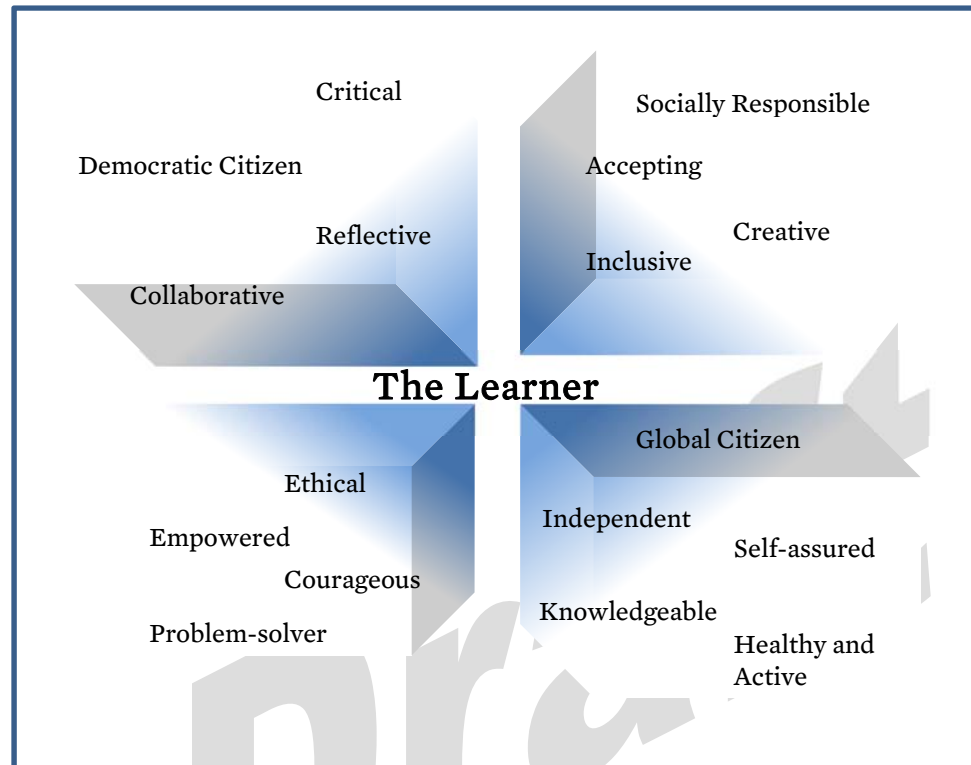 Critical
Socially Responsible
Democratic Citizen
Accepting
Reflective
Creative
Inclusive
Collaborative
The Learner
Global Citizen
Ethical
Independent
Empowered
Self-assured
Courageous
Knowledgeable
Problem-solver
Healthy and
Active